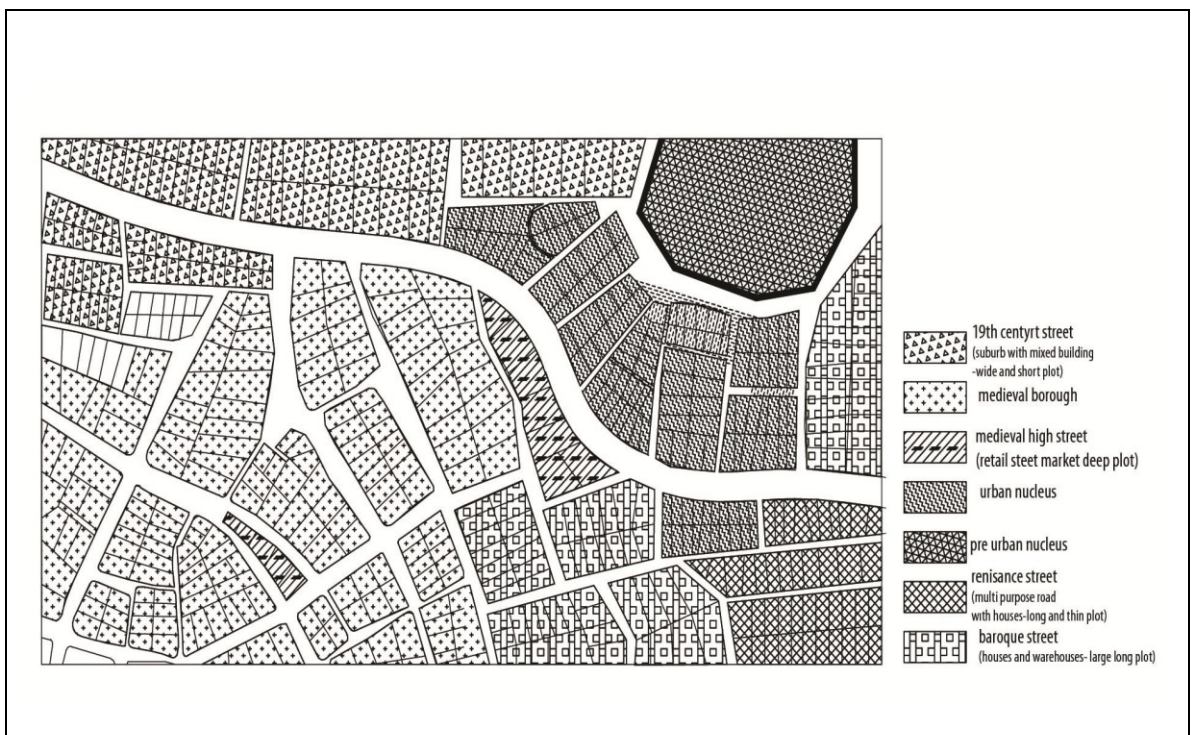 19th centyrt street
(suburb with mixed building
-wide and short plot)
medieval borough
medieval high street
(retail steet market deep plot)
urban nucleus
pre urban nucleus
renisance street
(multi purpose road
with houses-long and thin plot)
baroque street
(houses and warehouses- large long plot)